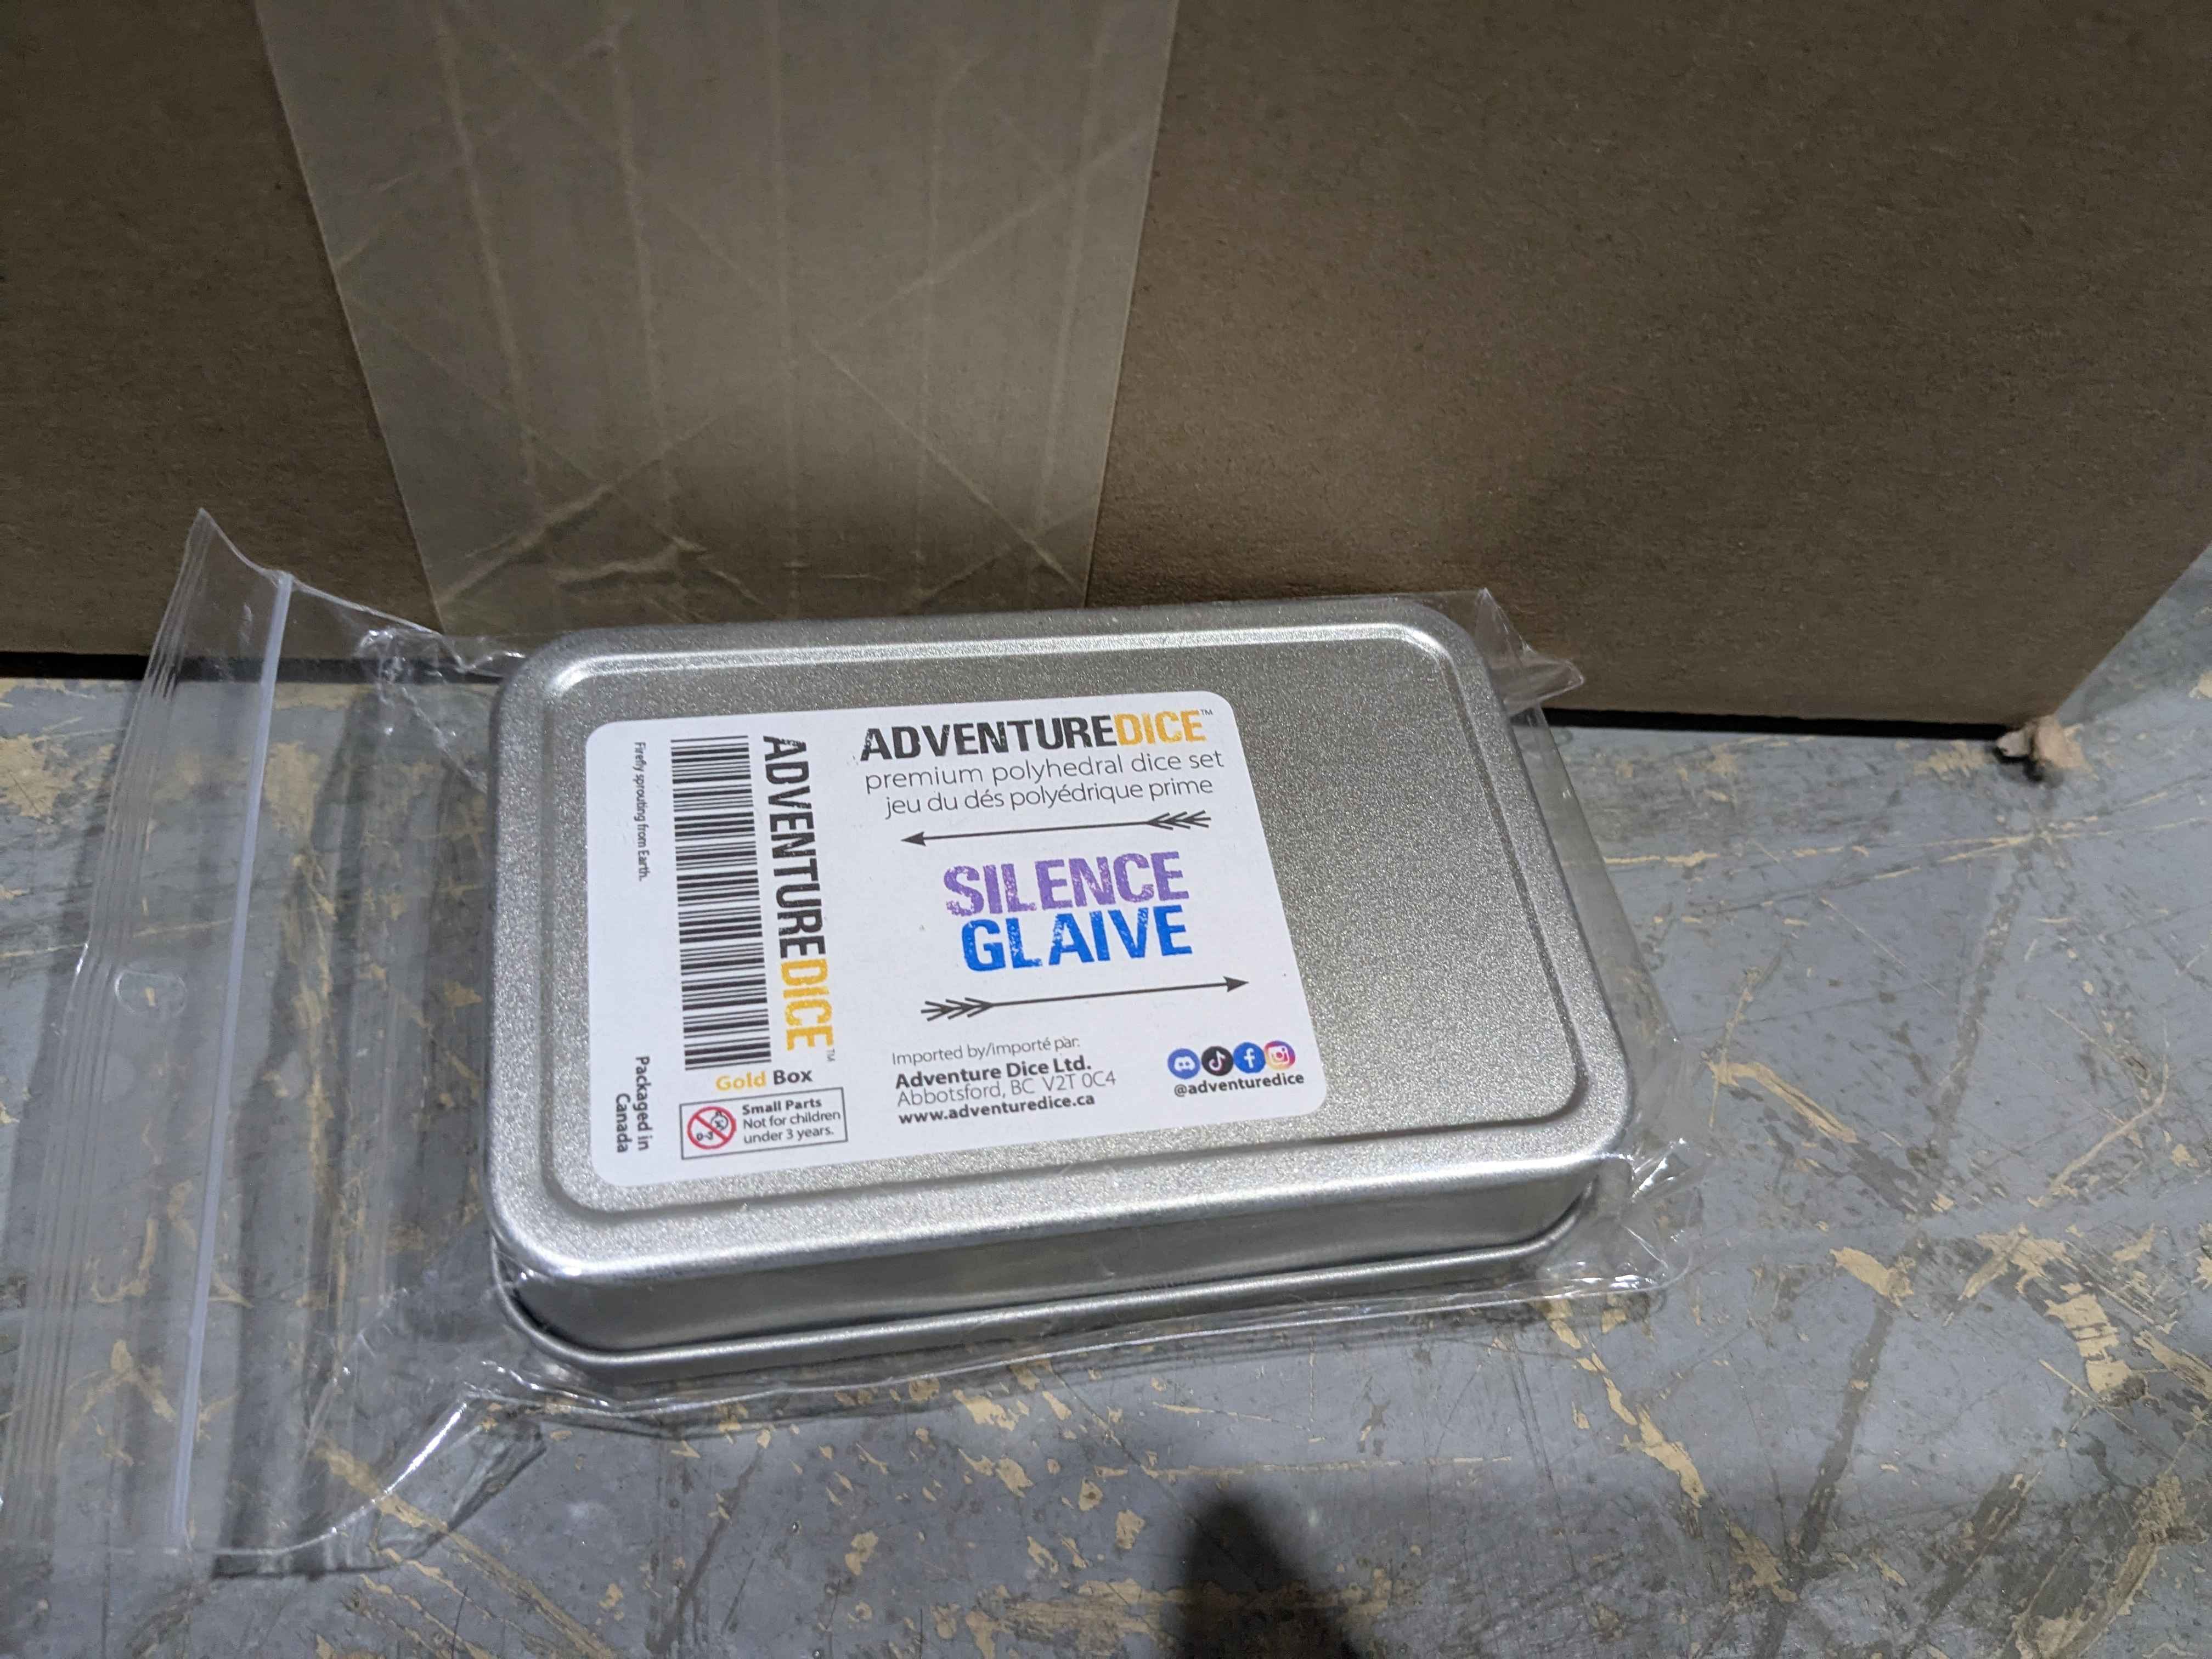 ADVENTUREDICE™
premium polyhedral dice set
jeu du dés polyédrique prime
SILENCE
GLAIVE
Imported by/importé par:
Adventure Dice Ltd.
Abbotsford, BC V2T 0C4
www.adventuredice.ca
@adventuredice
ADVENTUREDICE™
Firefly sprouting from Earth.
Gold Box
0-3
Small Parts
Not for children
under 3 years.
Packaged in
Canada